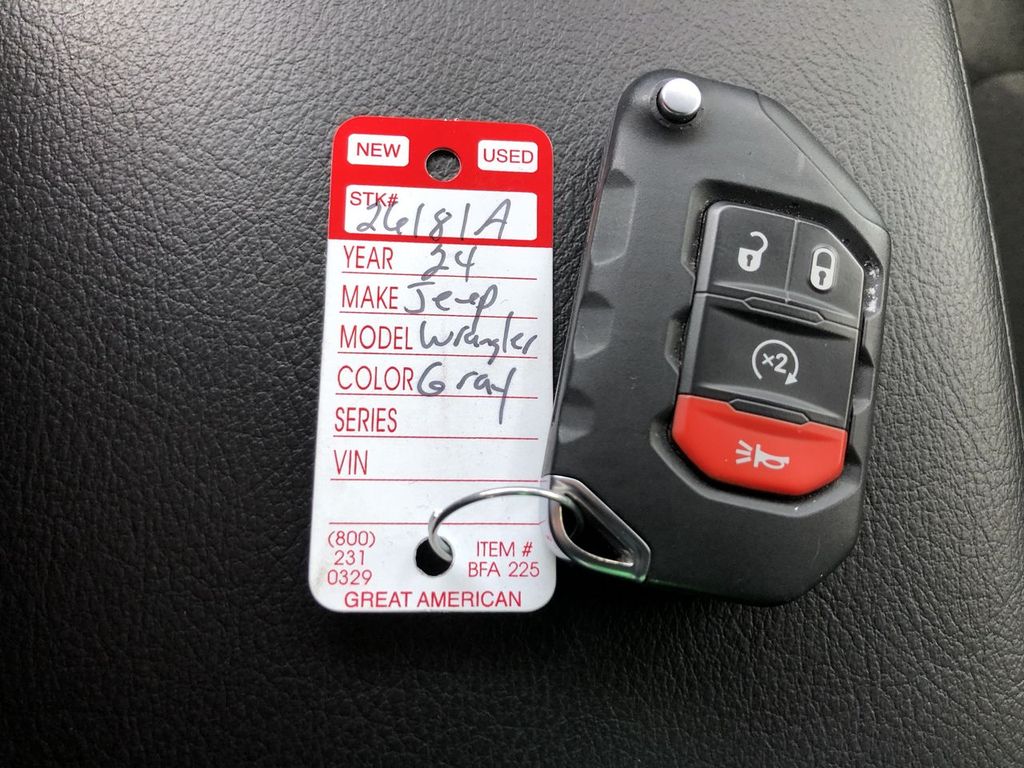 NEW USED
STK# 26181A
YEAR 24
MAKE Jeep
MODEL Wrangler
COLOR Gray
SERIES
VIN
(800)
231
0329
ITEM #
BFA 225
GREAT AMERICAN
×2